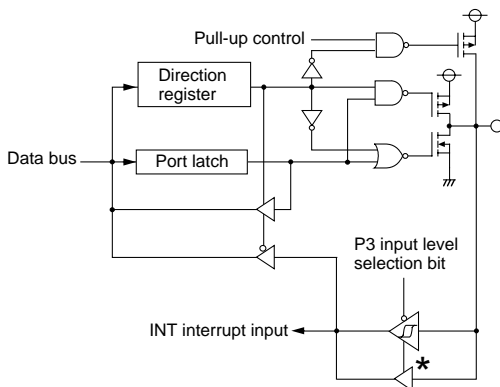 Pull-up control
Direction
register
Data bus
Port latch
P3 input level
selection bit
INT interrupt input
*